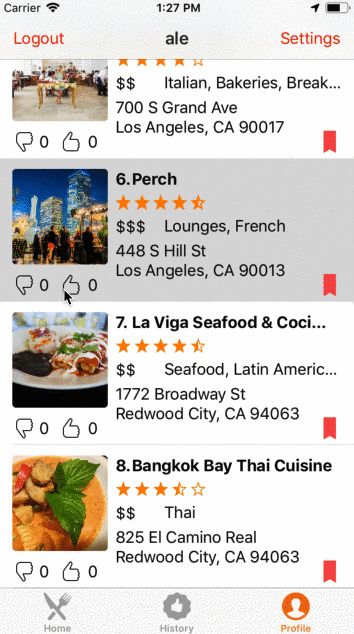 Carrier 1:27 PM
Logout ale Settings
$$ Italian, Bakeries, Break...
700 S Grand Ave
Los Angeles, CA 90017
0 0
6.Perch
$$$ Lounges, French
448 S Hill St
Los Angeles, CA 90013
0 0
7. La Viga Seafood & Coci...
$$ Seafood, Latin Americ...
1772 Broadway St
Redwood City, CA 94063
0 0
8.Bangkok Bay Thai Cuisine
$$ Thai
825 El Camino Real
Redwood City, CA 94063
0 0
Home History Profile